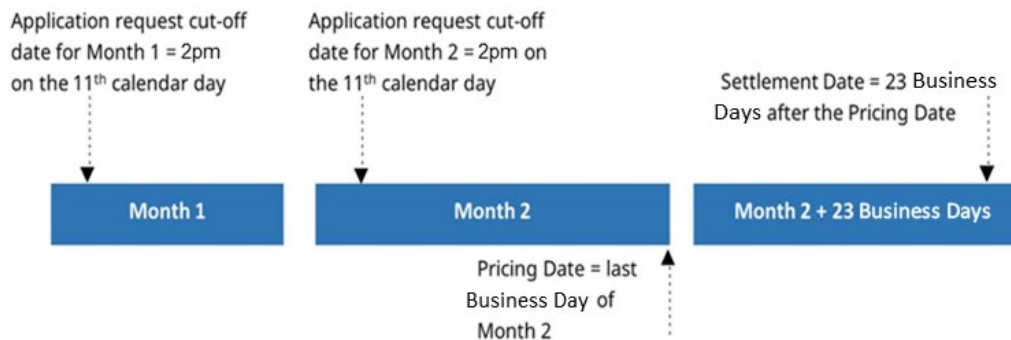 Application request cut-off
date for Month 1 = 2pm
on the 11th calendar day
Application request cut-off
date for Month 2 = 2pm on
the 11th calendar day
Settlement Date = 23 Business
Days after the Pricing Date
Month 1
Month 2
Month 2 + 23 Business Days
Pricing Date = last
Business Day of
Month 2